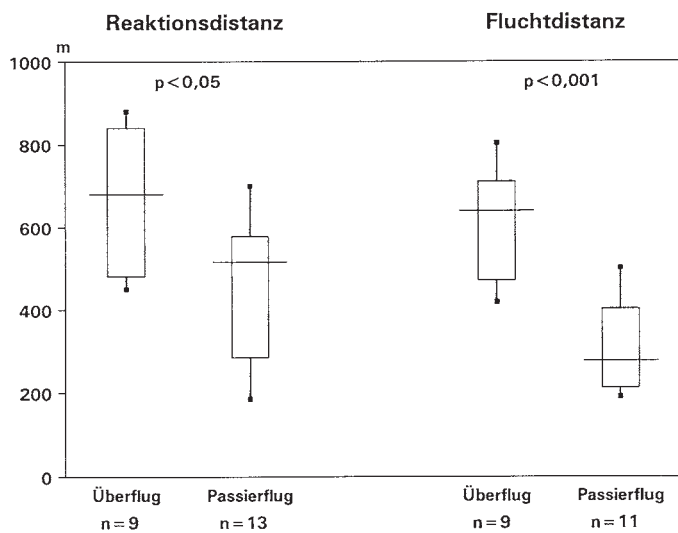 Reaktionsdistanz Fluchtdistanz
m
1000
p<0,05 p<0,001
800
600
400
200
0
Überflug Passierflug Überflug Passierflug
n=9 n=13 n=9 n=11